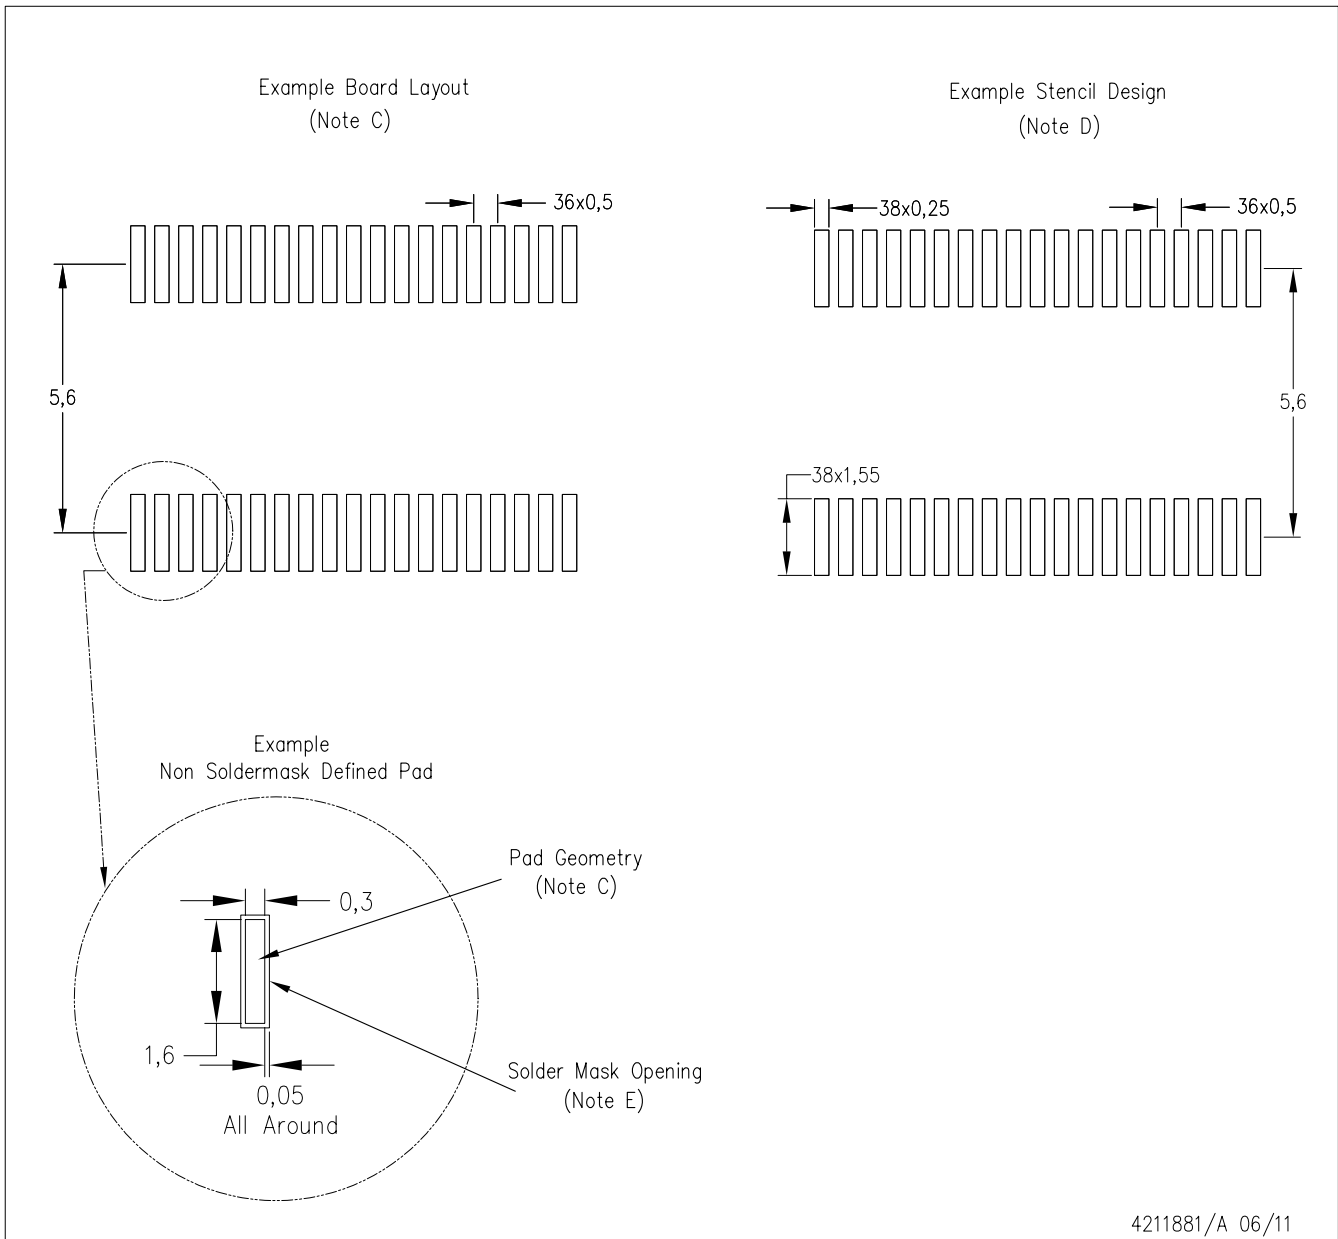 Example Board Layout
(Note C)
36x0,5
5,6
Example Stencil Design
(Note D)
38x0,25
36x0,5
5,6
38x1,55
Example
Non Soldermask Defined Pad
Pad Geometry
(Note C)
0,3
1,6
0,05
All Around
Solder Mask Opening
(Note E)
4211881/A 06/11